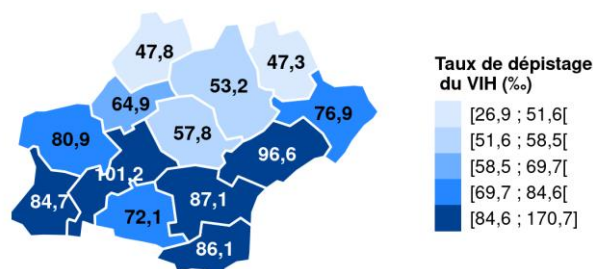 47,8
47,3
53,2
64,9
76,9
57,8
80,9
96,6
101,2
84,7
87,1
72,1
86,1
Taux de dépistage
du VIH (‰)
[26,9 ; 51,6[
[51,6 ; 58,5[
[58,5 ; 69,7[
[69,7 ; 84,6[
[84,6 ; 170,7]